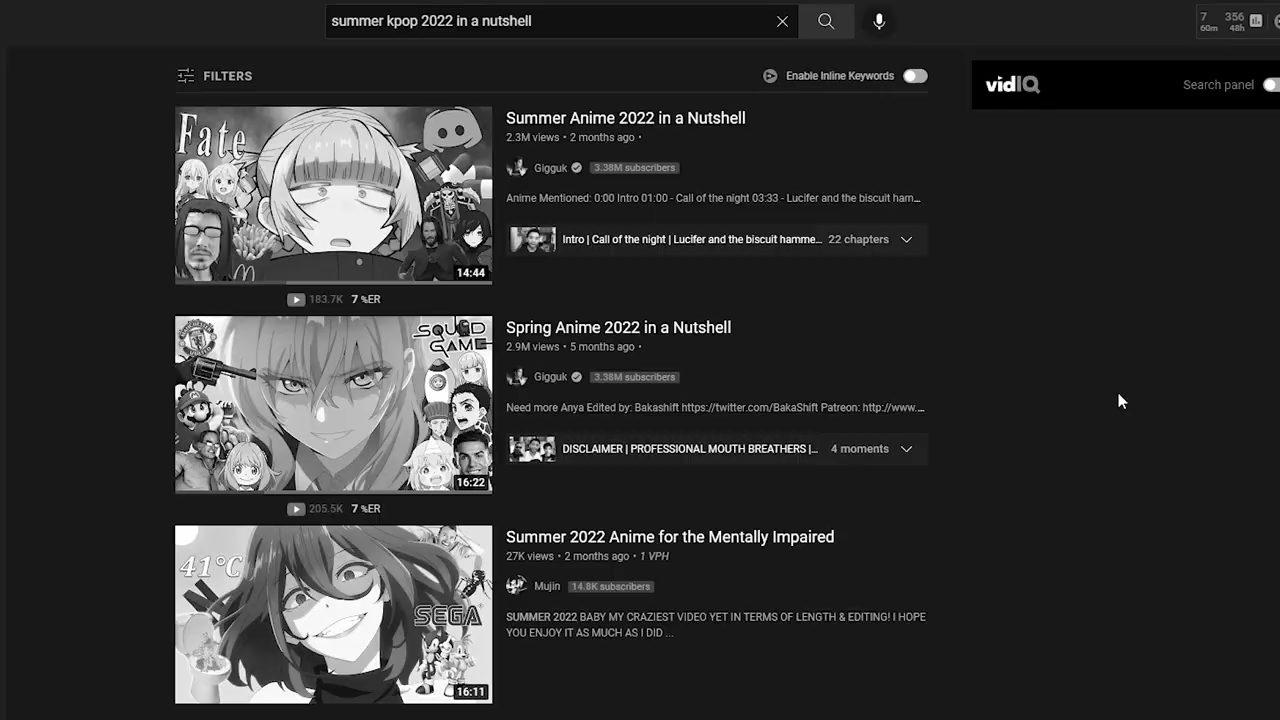 summer kpop 2022 in a nutshell
7 356
60m 48h
FILTERS
Enable Inline Keywords
vidIQ
Search panel
Fate
14:44
Summer Anime 2022 in a Nutshell
2.3M views • 2 months ago •
Gigguk 3.38M subscribers
Anime Mentioned: 0:00 Intro 01:00 - Call of the night 03:33 - Lucifer and the biscuit ham...
Intro | Call of the night | Lucifer and the biscuit hamme... 22 chapters
183.7K 7 %ER
SQUID
GAME
16:22
Spring Anime 2022 in a Nutshell
2.9M views • 5 months ago •
Gigguk 3.38M subscribers
Need more Anya Edited by: Bakashift https://twitter.com/BakaShift Patreon: http://www....
DISCLAIMER | PROFESSIONAL MOUTH BREATHERS |... 4 moments
205.5K 7 %ER
41°C
SEGA
16:11
Summer 2022 Anime for the Mentally Impaired
27K views • 2 months ago • 1 VPH
Mujin 14.8K subscribers
SUMMER 2022 BABY MY CRAZIEST VIDEO YET IN TERMS OF LENGTH & EDITING! I HOPE
YOU ENJOY IT AS MUCH AS I DID ...